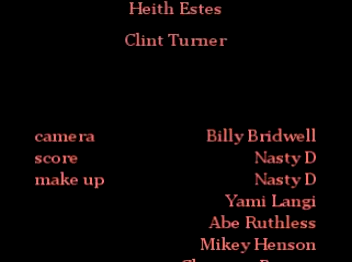 Heith Estes
Clint Turner
camera Billy Bridwell
score Nasty D
make up Nasty D
Yami Langi
Abe Ruthless
Mikey Henson